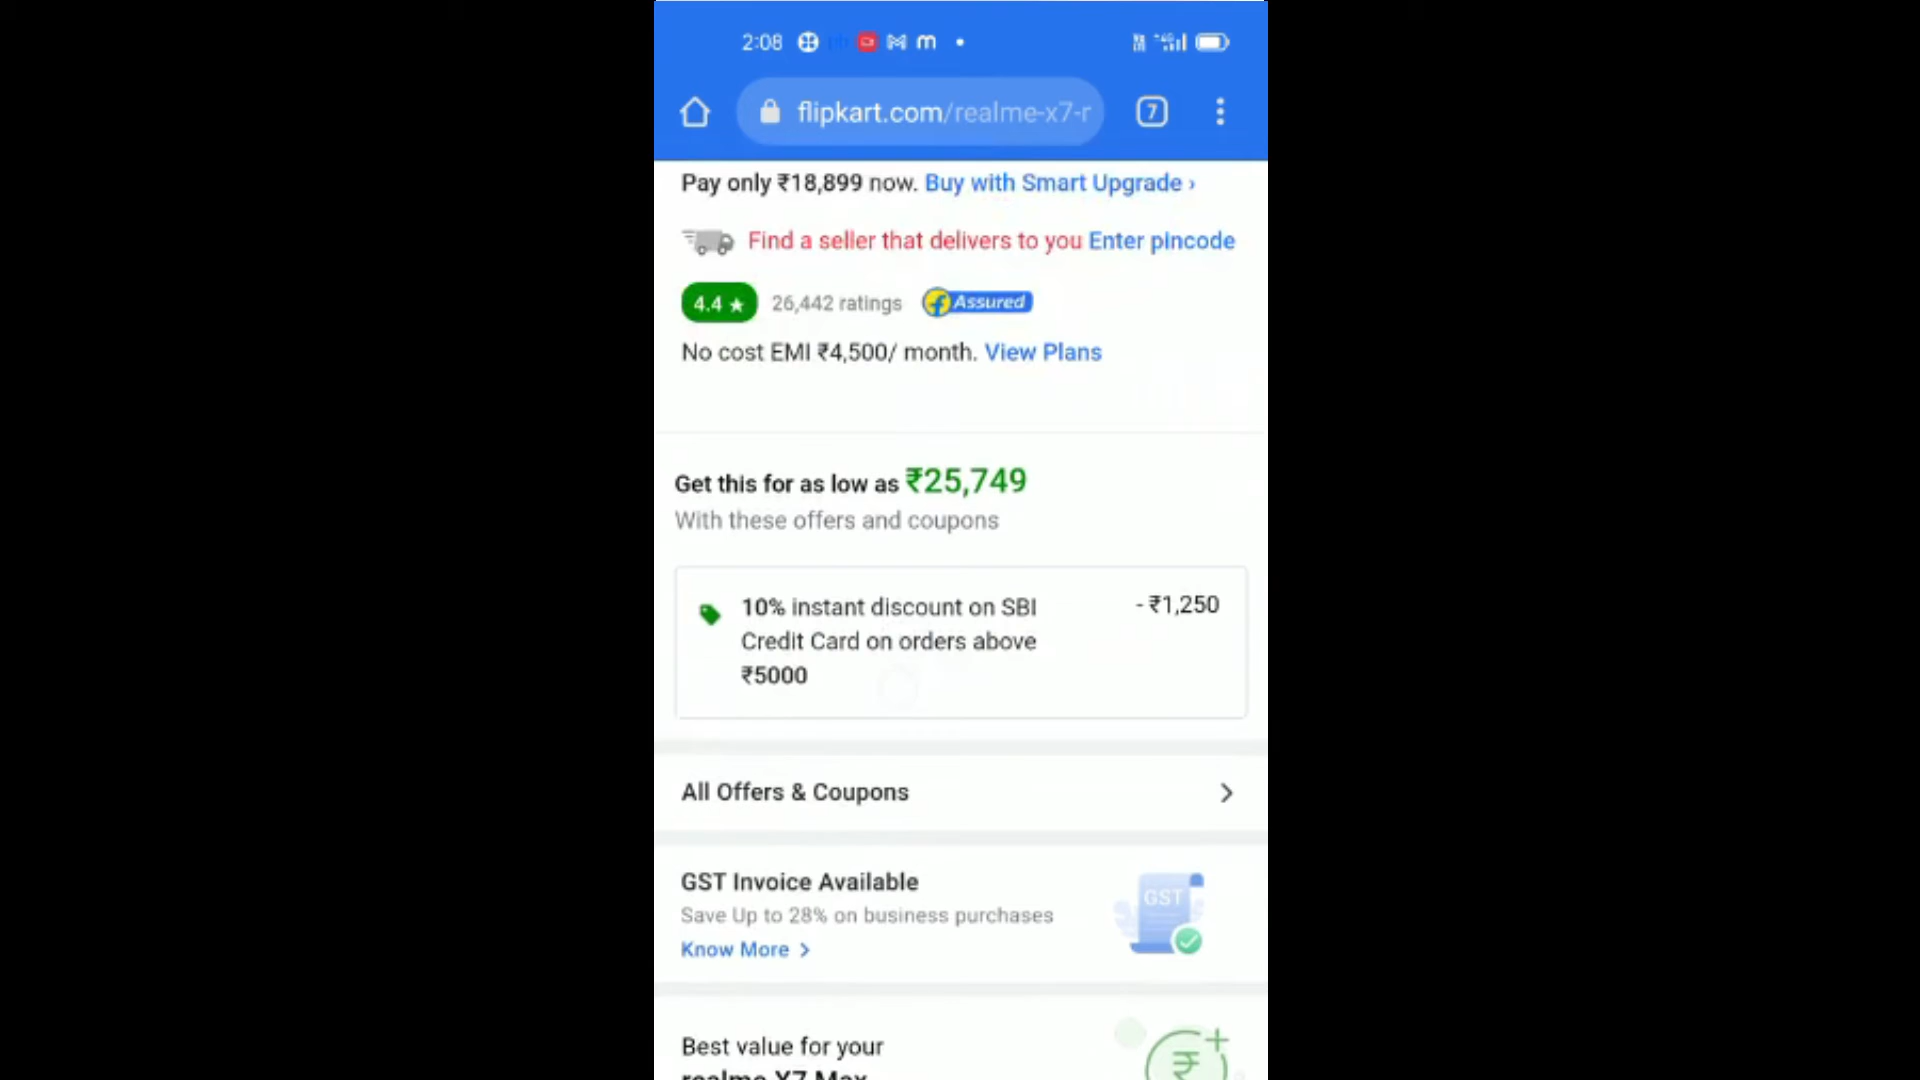 2:08
flipkart.com/realme-x7-r
7
Pay only ₹18,899 now. Buy with Smart Upgrade ›
Find a seller that delivers to you Enter pincode
4.4 ★ 26,442 ratings Assured
No cost EMI ₹4,500/ month. View Plans
Get this for as low as ₹25,749
With these offers and coupons
10% instant discount on SBI - ₹1,250
Credit Card on orders above
₹5000
All Offers & Coupons
GST Invoice Available
Save Up to 28% on business purchases
Know More >
GST
Best value for your
realme X7 Max